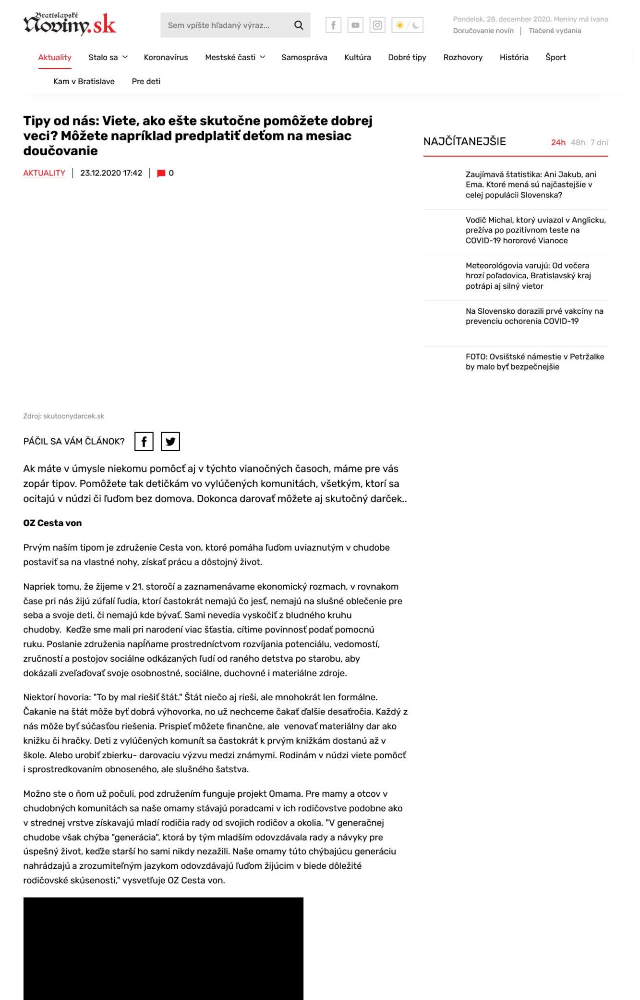 Bratislavské
Noviny.sk
Sem vpíšte hľadaný výraz...
Pondelok, 28. december 2020, Meniny má Ivana
Doručovanie novín | Tlačené vydania
Aktuality Stalo sa Koronavírus Mestské časti Samospráva Kultúra Dobré tipy Rozhovory História Šport
Kam v Bratislave Pre deti
Tipy od nás: Viete, ako ešte skutočne pomôžete dobrej
veci? Môžete napríklad predplatiť deťom na mesiac
doučovanie
AKTUALITY | 23.12.2020 17:42 | 0
Zdroj: skutocnydarcek.sk
PÁČIL SA VÁM ČLÁNOK?
Ak máte v úmysle niekomu pomôcť aj v týchto vianočných časoch, máme pre vás
zopár tipov. Pomôžete tak detičkám vo vylúčených komunitách, všetkým, ktorí sa
ocitajú v núdzi či ľuďom bez domova. Dokonca darovať môžete aj skutočný darček..
OZ Cesta von
Prvým naším tipom je združenie Cesta von, ktoré pomáha ľuďom uviaznutým v chudobe
postaviť sa na vlastné nohy, získať prácu a dôstojný život.
Napriek tomu, že žijeme v 21. storočí a zaznamenávame ekonomický rozmach, v rovnakom
čase pri nás žijú zúfalí ľudia, ktorí častokrát nemajú čo jesť, nemajú na slušné oblečenie pre
seba a svoje deti, či nemajú kde bývať. Sami nevedia vyskočiť z bludného kruhu
chudoby.  Keďže sme mali pri narodení viac šťastia, cítime povinnosť podať pomocnú
ruku. Poslanie združenia napĺňame prostredníctvom rozvíjania potenciálu, vedomostí,
zručností a postojov sociálne odkázaných ľudí od raného detstva po starobu, aby
dokázali zveľaďovať svoje osobnostné, sociálne, duchovné i materiálne zdroje.
Niektorí hovoria: "To by mal riešiť štát." Štát niečo aj rieši, ale mnohokrát len formálne.
Čakanie na štát môže byť dobrá výhovorka, no už nechceme čakať ďalšie desaťročia. Každý z
nás môže byť súčasťou riešenia. Prispieť môžete finančne, ale  venovať materiálny dar ako
knižku či hračky. Deti z vylúčených komunít sa častokrát k prvým knižkám dostanú až v
škole. Alebo urobiť zbierku- darovaciu výzvu medzi známymi. Rodinám v núdzi viete pomôcť
i sprostredkovaním obnoseného, ale slušného šatstva.
Možno ste o ňom už počuli, pod združením funguje projekt Omama. Pre mamy a otcov v
chudobných komunitách sa naše omamy stávajú poradcami v ich rodičovstve podobne ako
v strednej vrstve získavajú mladí rodičia rady od svojich rodičov a okolia. "V generačnej
chudobe však chýba "generácia", ktorá by tým mladším odovzdávala rady a návyky pre
úspešný život, keďže starší ho sami nikdy nezažili. Naše omamy túto chýbajúcu generáciu
nahrádzajú a zrozumiteľným jazykom odovzdávajú ľuďom žijúcim v biede dôležité
rodičovské skúsenosti," vysvetľuje OZ Cesta von.
NAJČÍTANEJŠIE 24h 48h 7 dní
Zaujímavá štatistika: Ani Jakub, ani
Ema. Ktoré mená sú najčastejšie v
celej populácii Slovenska?
Vodič Michal, ktorý uviazol v Anglicku,
prežíva po pozitívnom teste na
COVID-19 hororové Vianoce
Meteorológovia varujú: Od večera
hrozí poľadovica, Bratislavský kraj
potrápi aj silný vietor
Na Slovensko dorazili prvé vakcíny na
prevenciu ochorenia COVID-19
FOTO: Ovsištské námestie v Petržalke
by malo byť bezpečnejšie